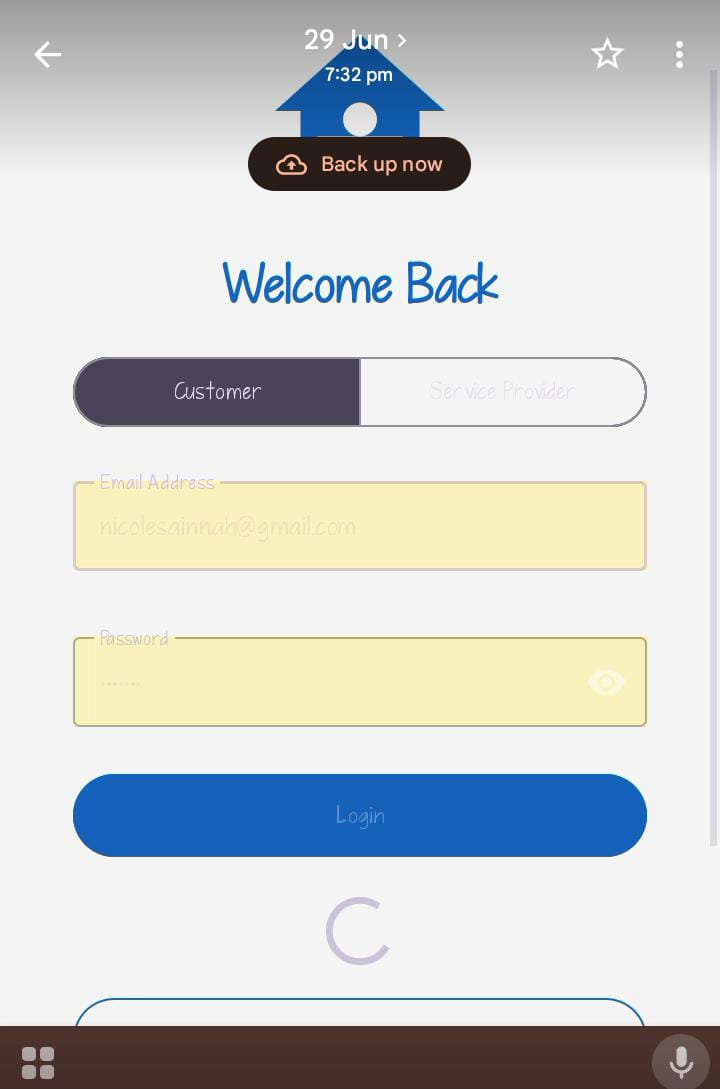 29 Jun
7:32 pm
Back up now
Welcome Back
Customer
Service Provider
Email Address
nicolesainnah@gmail.com
Password
•••••••
Login